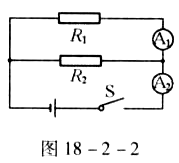 R₁
A₁
R₂
A₂
S
图 18 - 2 - 2